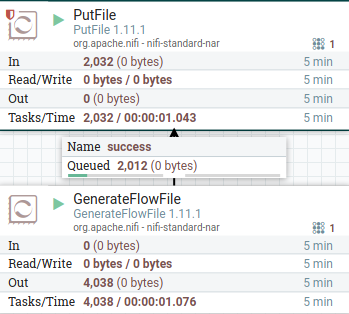 PutFile
PutFile 1.11.1
org.apache.nifi - nifi-standard-nar
1
In 2,032 (0 bytes) 5 min
Read/Write 0 bytes / 0 bytes 5 min
Out 0 (0 bytes) 5 min
Tasks/Time 2,032 / 00:00:01.043 5 min
Name success
Queued 2,012 (0 bytes)
GenerateFlowFile
GenerateFlowFile 1.11.1
org.apache.nifi - nifi-standard-nar
1
In 0 (0 bytes) 5 min
Read/Write 0 bytes / 0 bytes 5 min
Out 4,038 (0 bytes) 5 min
Tasks/Time 4,038 / 00:00:01.076 5 min